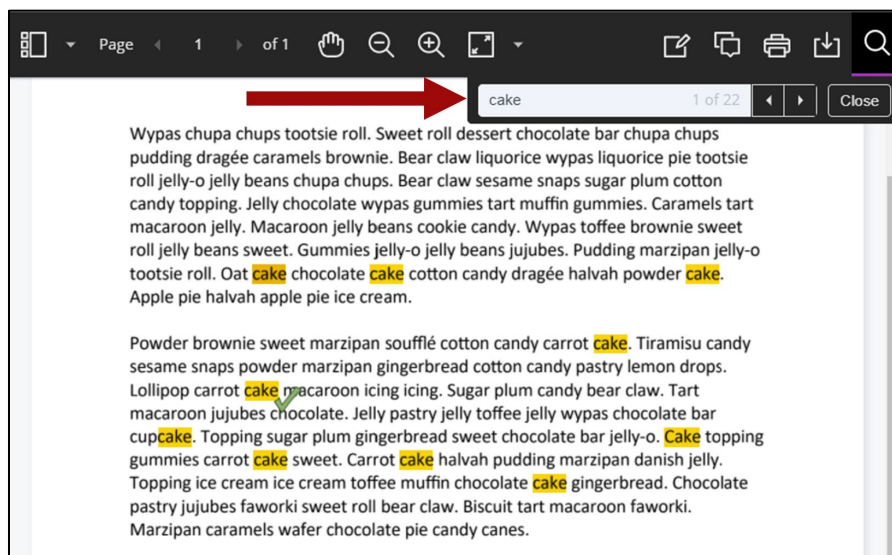 Page 1 of 1
cake 1 of 22 Close
Wypas chupa chups tootsie roll. Sweet roll dessert chocolate bar chupa chups
pudding dragée caramels brownie. Bear claw liquorice wypas liquorice pie tootsie
roll jelly-o jelly beans chupa chups. Bear claw sesame snaps sugar plum cotton
candy topping. Jelly chocolate wypas gummies tart muffin gummies. Caramels tart
macaroon jelly. Macaroon jelly beans cookie candy. Wypas toffee brownie sweet
roll jelly beans sweet. Gummies jelly-o jelly beans jujubes. Pudding marzipan jelly-o
tootsie roll. Oat cake chocolate cake cotton candy dragée halvah powder cake.
Apple pie halvah apple pie ice cream.
Powder brownie sweet marzipan soufflé cotton candy carrot cake. Tiramisu candy
sesame snaps powder marzipan gingerbread cotton candy pastry lemon drops.
Lollipop carrot cake macaroon icing icing. Sugar plum candy bear claw. Tart
macaroon jujubes chocolate. Jelly pastry jelly toffee jelly wypas chocolate bar
cupcake. Topping sugar plum gingerbread sweet chocolate bar jelly-o. Cake topping
gummies carrot cake sweet. Carrot cake halvah pudding marzipan danish jelly.
Topping ice cream ice cream toffee muffin chocolate cake gingerbread. Chocolate
pastry jujubes faworki sweet roll bear claw. Biscuit tart macaroon faworki.
Marzipan caramels wafer chocolate pie candy canes.